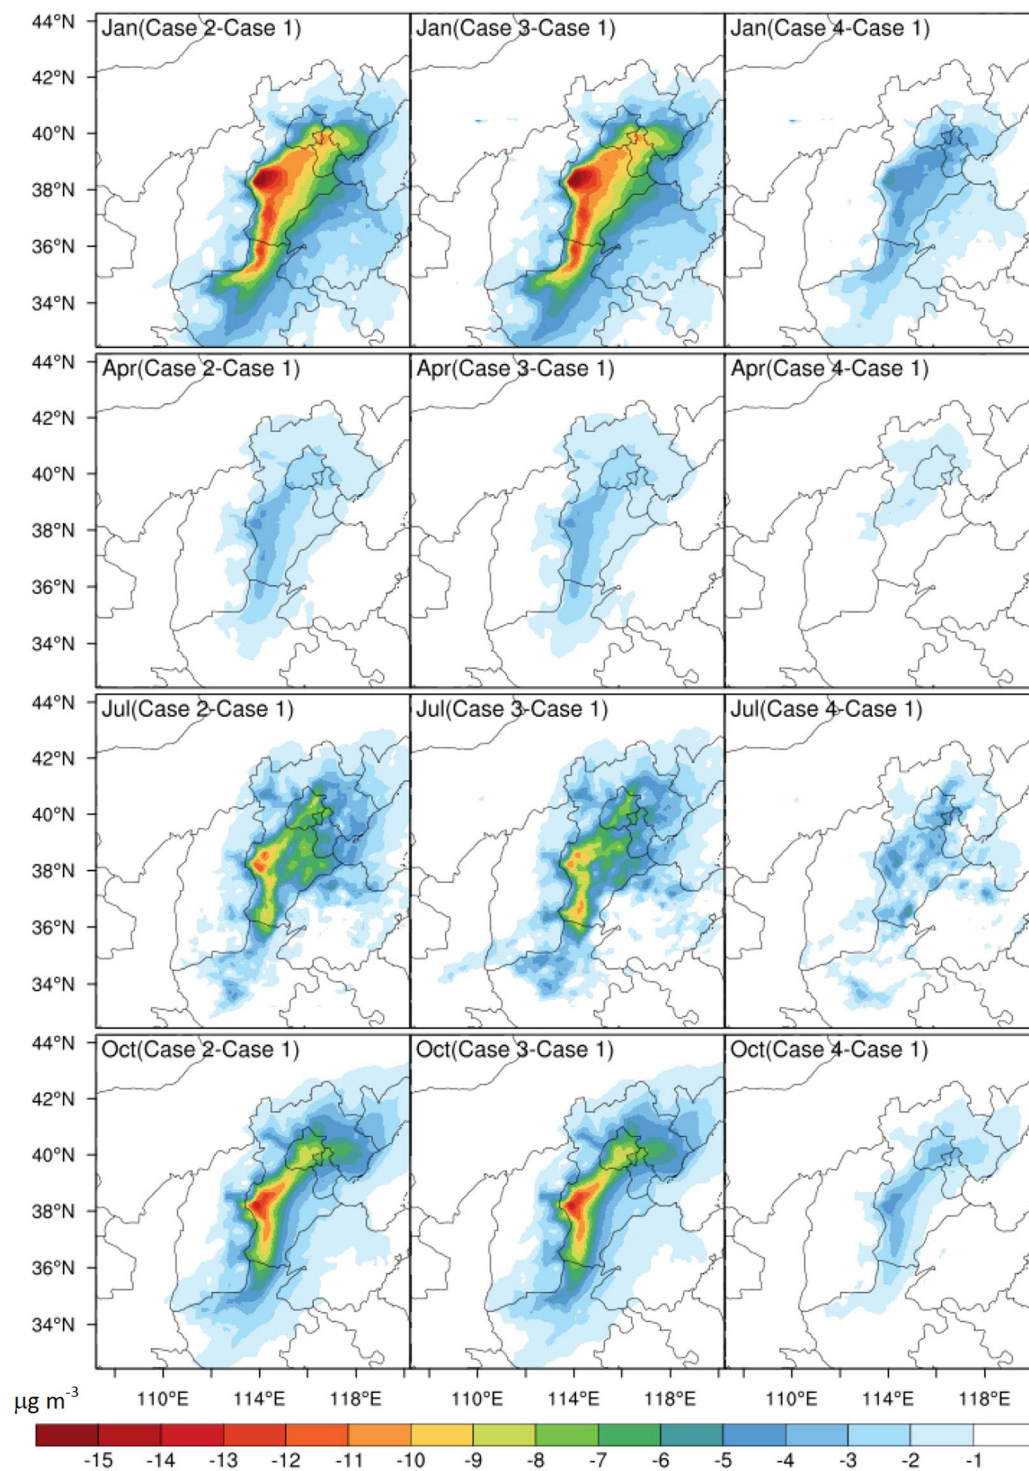 44°N
Jan(Case 2-Case 1)
Jan(Case 3-Case 1)
Jan(Case 4-Case 1)
42°N
40°N
38°N
36°N
34°N
44°N
Apr(Case 2-Case 1)
Apr(Case 3-Case 1)
Apr(Case 4-Case 1)
42°N
40°N
38°N
36°N
34°N
44°N
Jul(Case 2-Case 1)
Jul(Case 3-Case 1)
Jul(Case 4-Case 1)
42°N
40°N
38°N
36°N
34°N
44°N
Oct(Case 2-Case 1)
Oct(Case 3-Case 1)
Oct(Case 4-Case 1)
42°N
40°N
38°N
36°N
34°N
110°E 114°E 118°E 110°E 114°E 118°E 110°E 114°E 118°E
μg m⁻³
-15 -14 -13 -12 -11 -10 -9 -8 -7 -6 -5 -4 -3 -2 -1